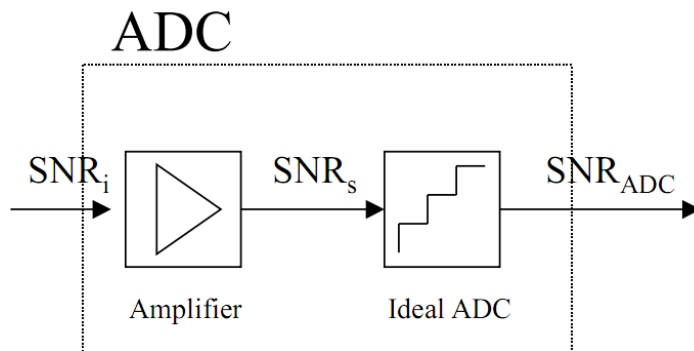 ADC
SNRi
SNRs
SNRADC
Amplifier
Ideal ADC